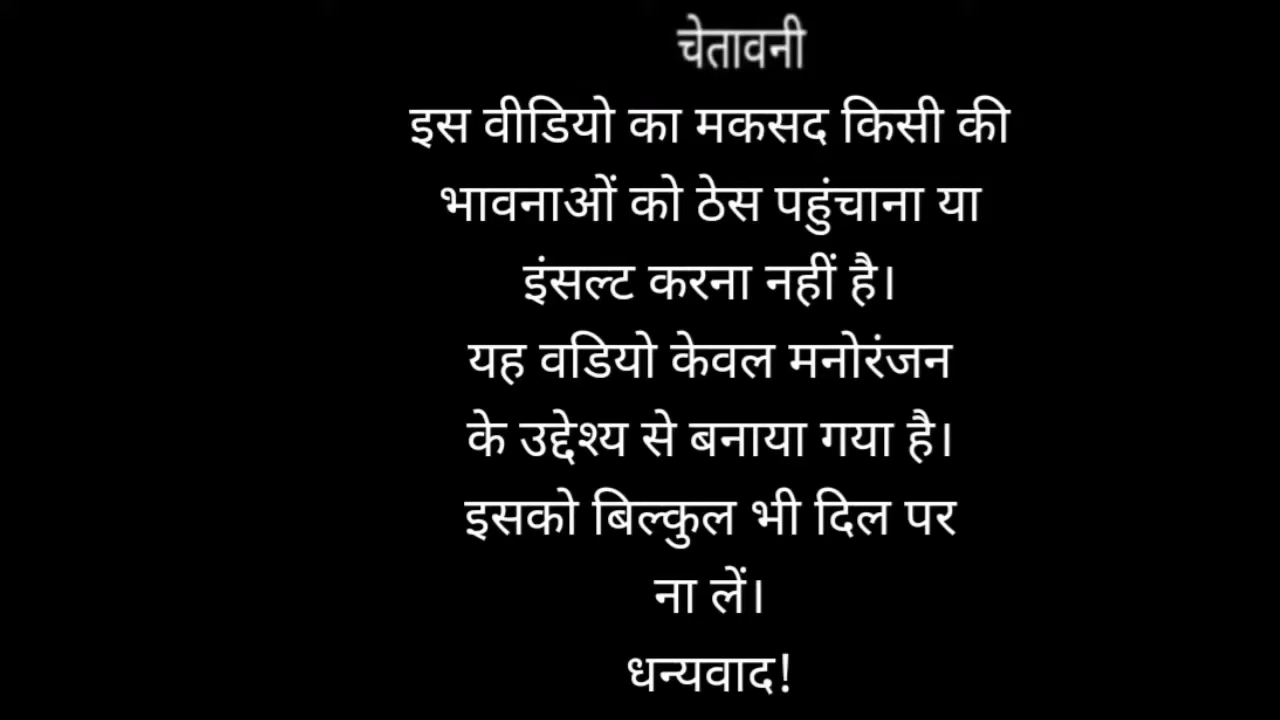 चेतावनी
इस वीडियो का मकसद किसी की
भावनाओं को ठेस पहुंचाना या
इंसल्ट करना नहीं है।
यह वडियो केवल मनोरंजन
के उद्देश्य से बनाया गया है।
इसको बिल्कुल भी दिल पर
ना लें।
धन्यवाद!